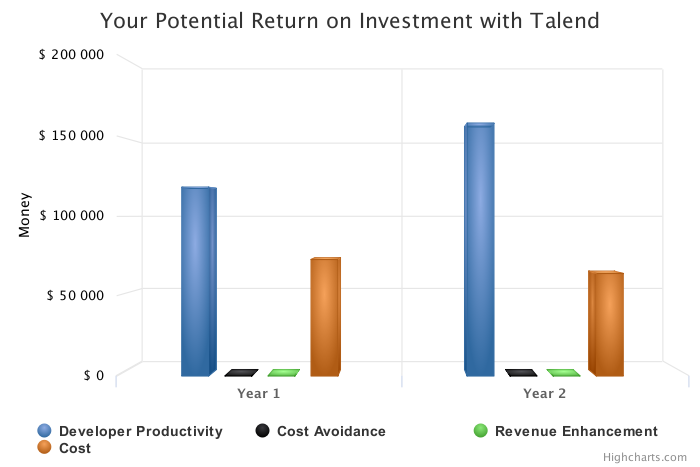 Your Potential Return on Investment with Talend
$ 200 000
$ 150 000
$ 100 000
$ 50 000
$ 0
Money
Year 1
Year 2
Developer Productivity
Cost Avoidance
Revenue Enhancement
Cost
Highcharts.com